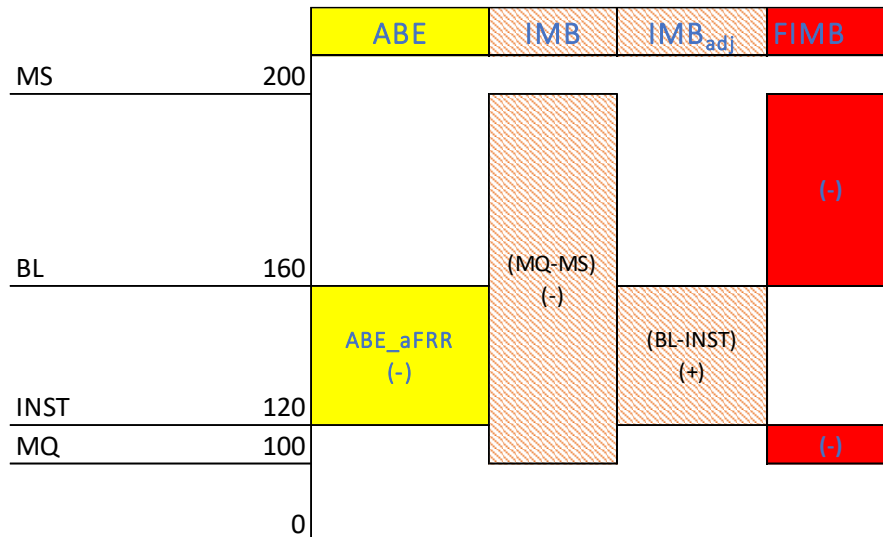 ABE IMB IMBadj FIMB
MS 200
(-)
BL 160
(MQ-MS)
(-)
ABE_aFRR
(-)
(BL-INST)
(+)
INST 120
MQ 100
(-)
0